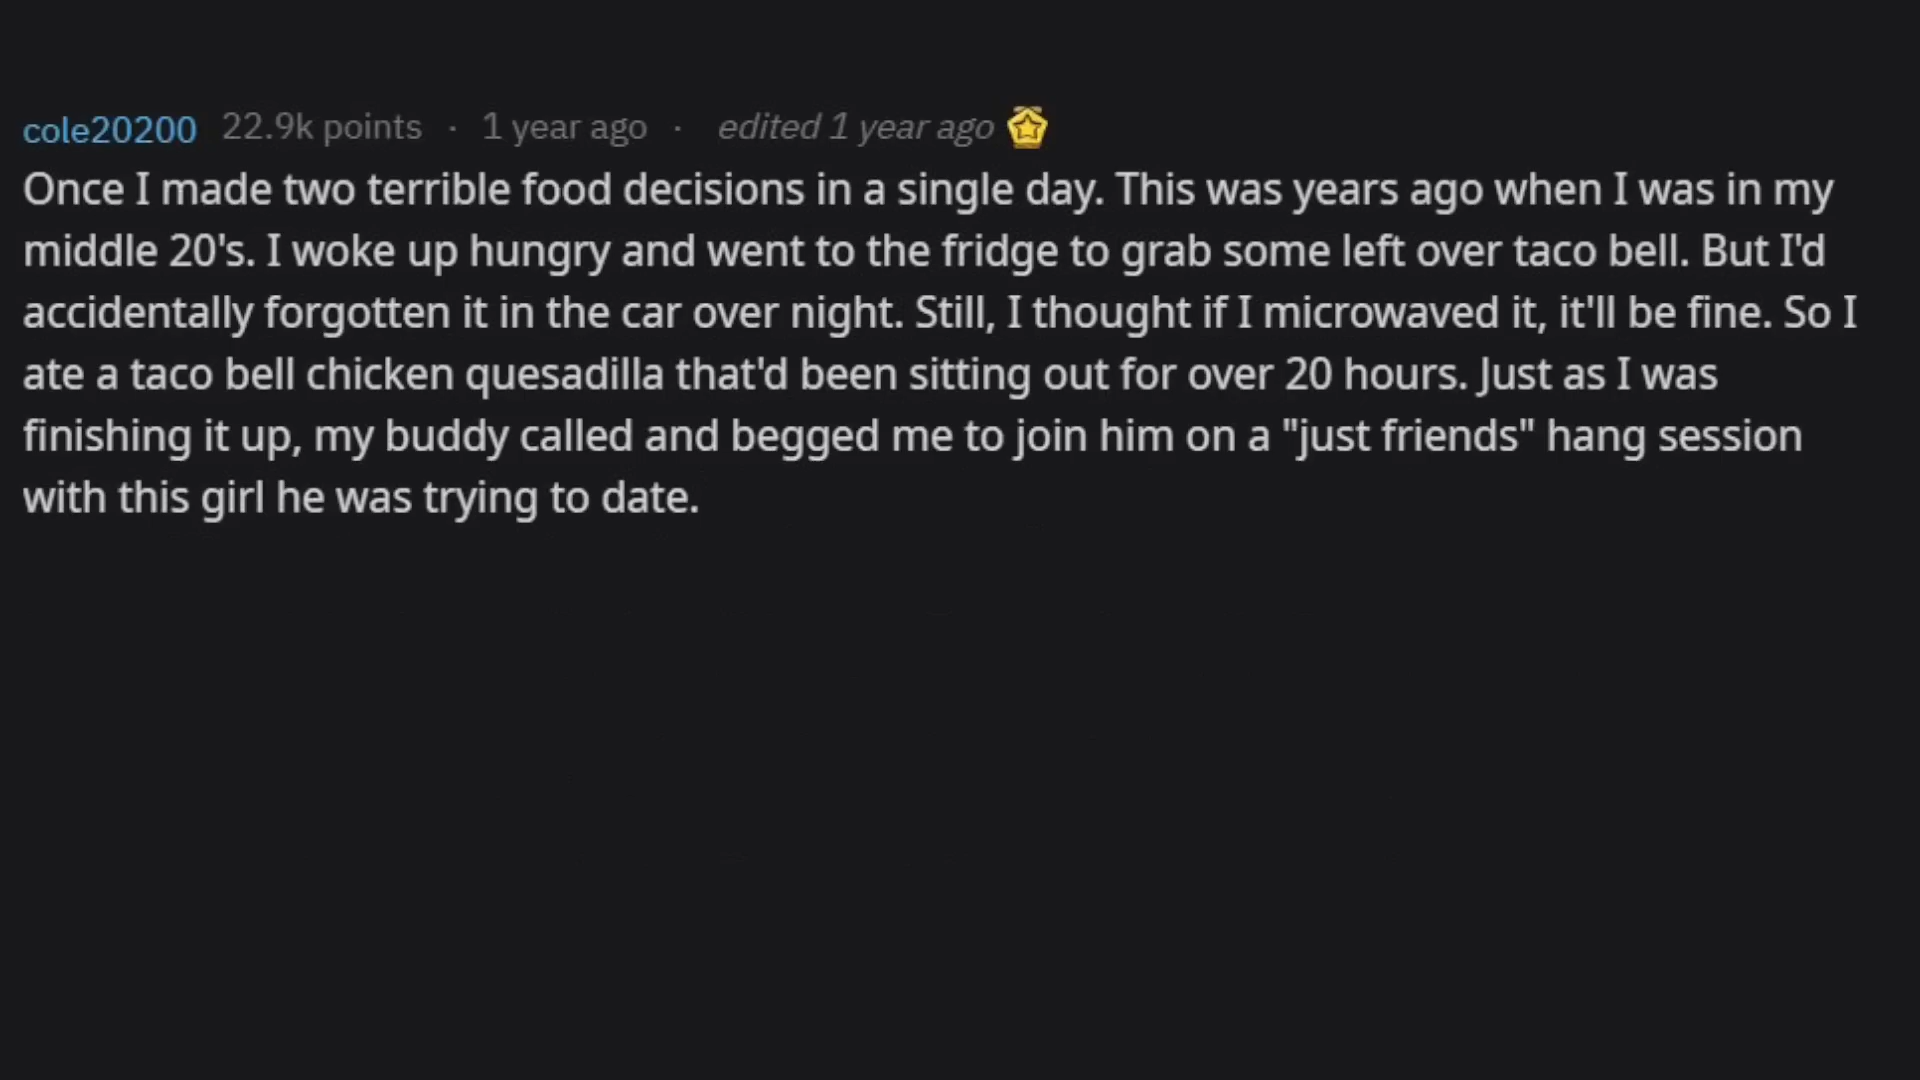 cole20200 22.9k points · 1 year ago · edited 1 year ago
Once I made two terrible food decisions in a single day. This was years ago when I was in my
middle 20's. I woke up hungry and went to the fridge to grab some left over taco bell. But I'd
accidentally forgotten it in the car over night. Still, I thought if I microwaved it, it'll be fine. So I
ate a taco bell chicken quesadilla that'd been sitting out for over 20 hours. Just as I was
finishing it up, my buddy called and begged me to join him on a "just friends" hang session
with this girl he was trying to date.